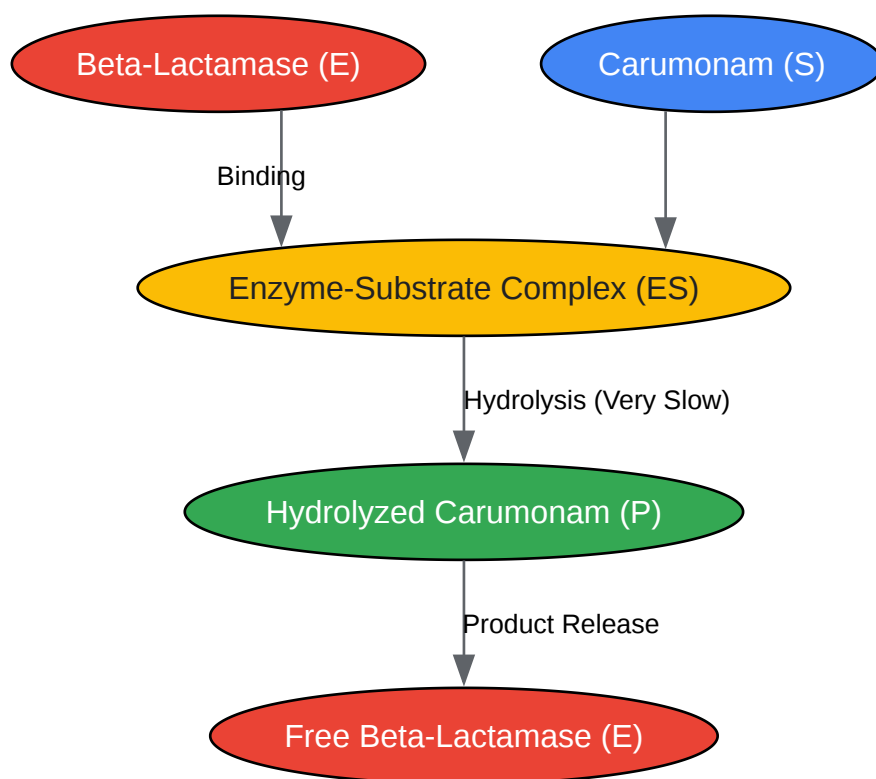 Beta-Lactamase (E)
Carumonam (S)
Binding
Enzyme-Substrate Complex (ES)
Hydrolysis (Very Slow)
Hydrolyzed Carumonam (P)
Product Release
Free Beta-Lactamase (E)